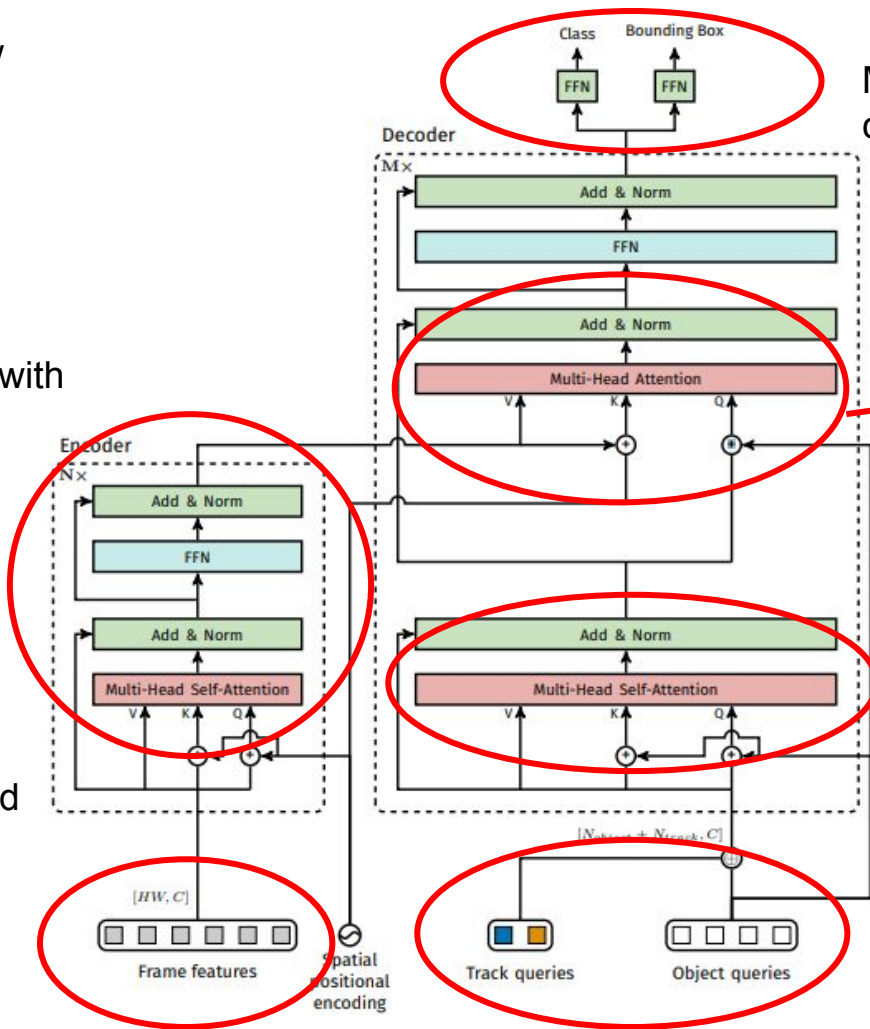 Class
Bounding Box
FFN
FFN
Decoder
M×
Add & Norm
FFN
Add & Norm
with
Multi-Head Attention
V
K
Q
Encoder
N×
Add & Norm
FFN
Add & Norm
Add & Norm
Multi-Head Self-Attention
Multi-Head Self-Attention
V
K
Q
V
K
Q
[N_object + N_track, C]
[HW, C]
Frame features
Spatial
positional
encoding
Track queries
Object queries